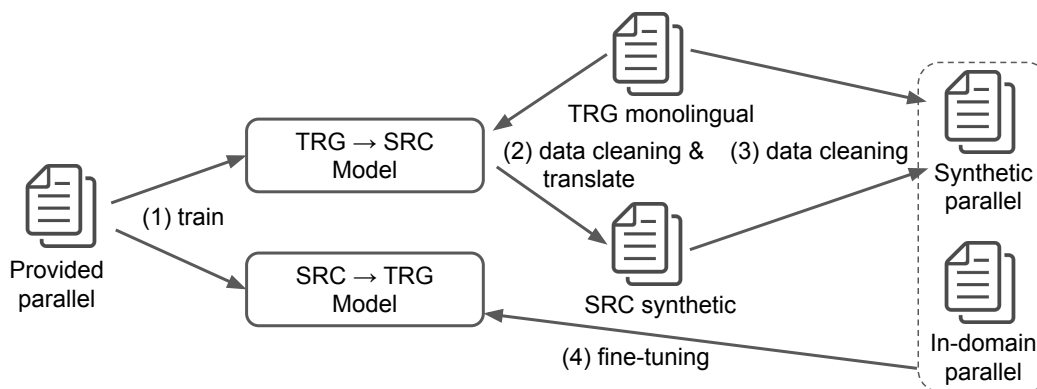 TRG monolingual
TRG → SRC
Model
(2) data cleaning &
translate
(3) data cleaning
Synthetic
parallel
(1) train
Provided
parallel
SRC → TRG
Model
SRC synthetic
(4) fine-tuning
In-domain
parallel